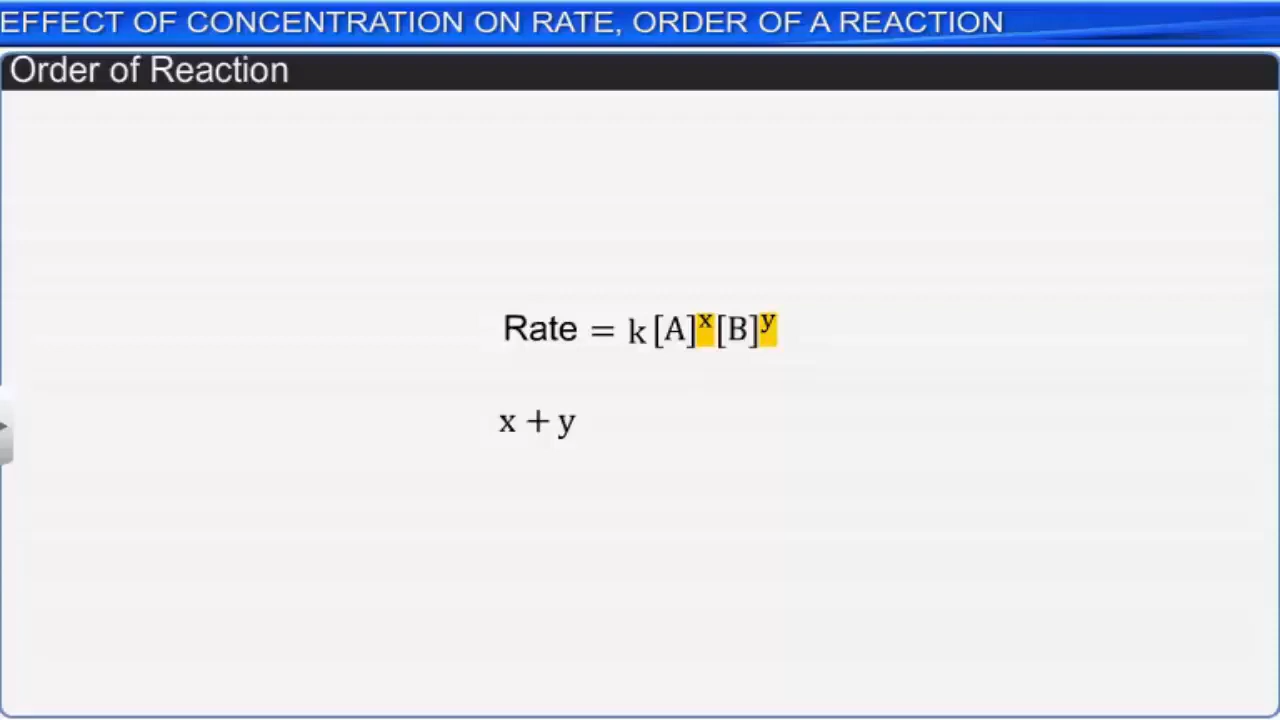 EFFECT OF CONCENTRATION ON RATE, ORDER OF A REACTION
Order of Reaction
Rate = k [A]ˣ[B]ʸ
x + y